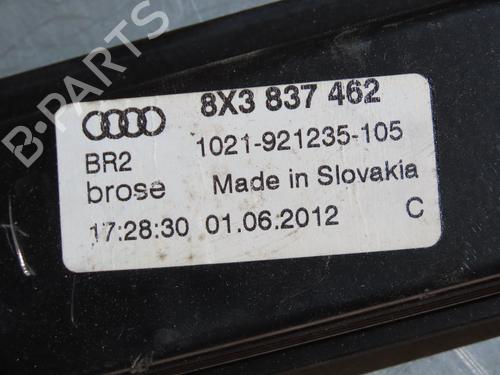 8X3 837 462
BR2 1021-921235-105
brose Made in Slovakia
17:28:30 01.06.2012 C
B-PARTS